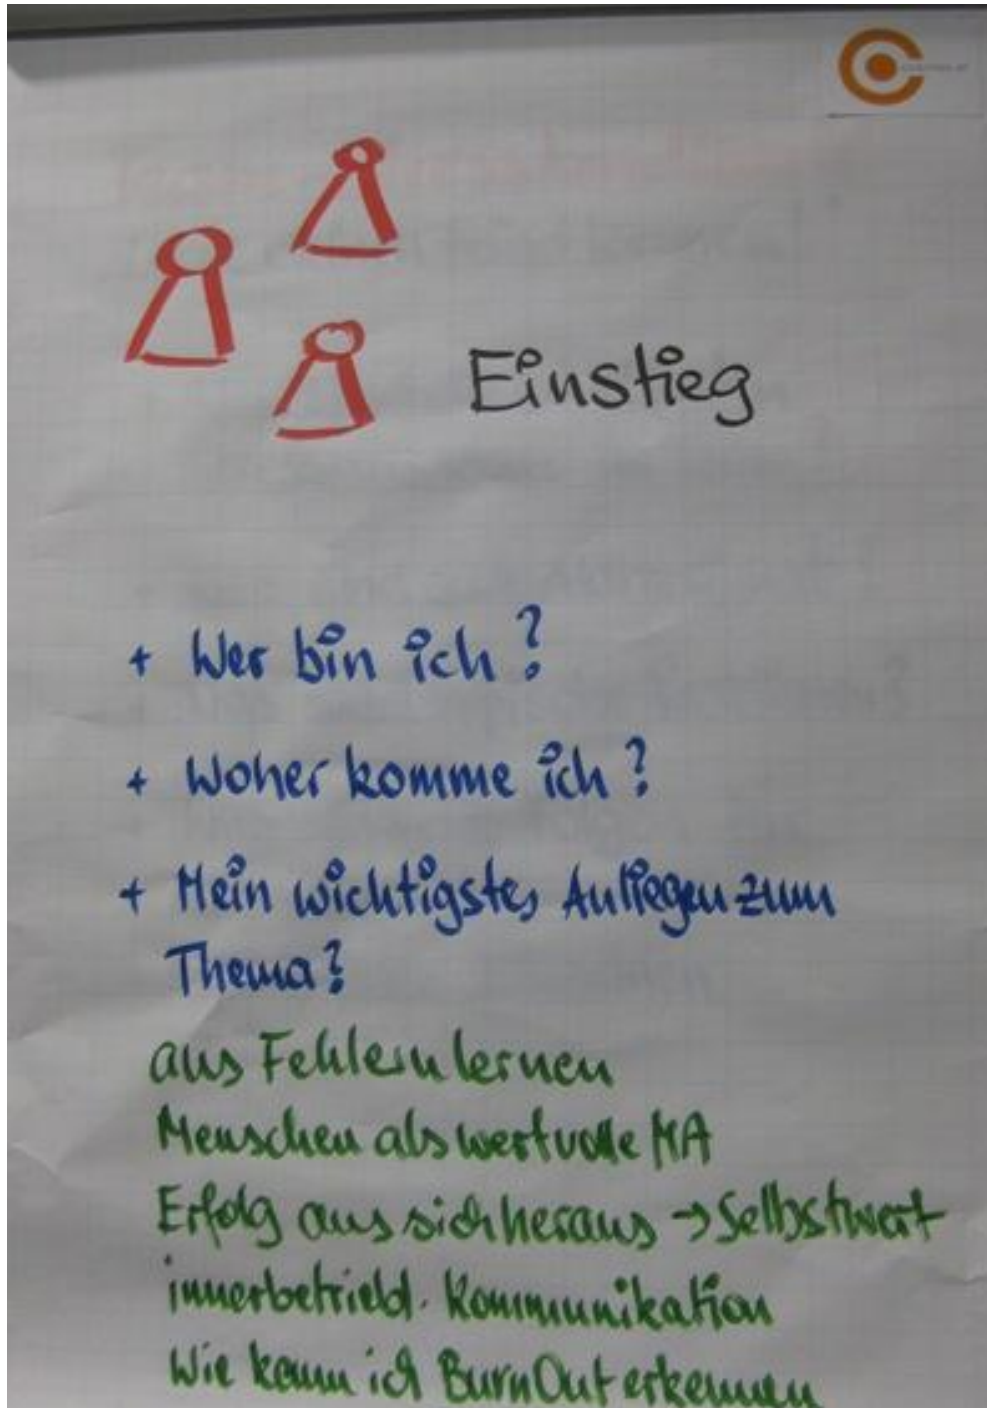 Einstieg
+ Wer bin ich?
+ Woher komme ich?
+ Mein wichtigstes Anliegen zum
Thema?
aus Fehlern lernen
Menschen als wertvolle MA
Erfolg aus sich heraus → Selbstwert
innerbetriebl. Kommunikation
Wie kann ich BurnOut erkennen